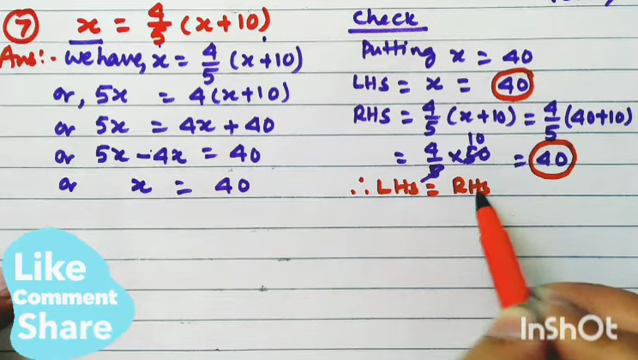 ⑦ x = 4/5 (x+10)
Ans:- we have, x = 4/5 (x+10)
or, 5x = 4(x+10)
or 5x = 4x + 40
or 5x - 4x = 40
or x = 40
Check
Putting x = 40
LHS = x = 40
RHS = 4/5 (x+10) = 4/5 (40+10)
= 4/5 × 50 10 = 40
∴ LHS = RHS
Like
Comment
Share
InShOt